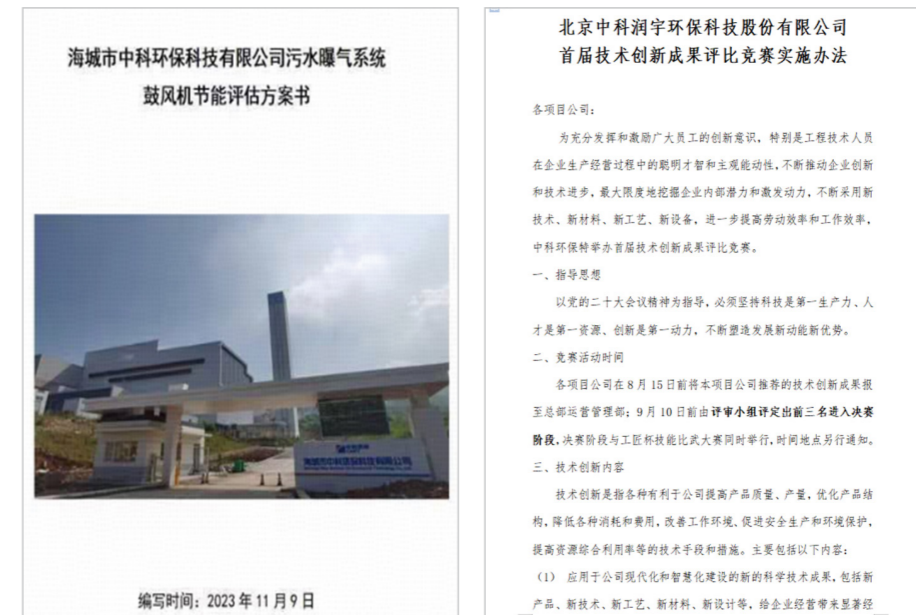 海城市中科环保科技有限公司污水曝气系统
鼓风机节能评估方案书
海城市中科环保科技有限公司
编写时间：2023 年 11 月 9 日
北京中科润宇环保科技股份有限公司
首届技术创新成果评比竞赛实施办法
各项目公司：
为充分发挥和激励广大员工的创新意识，特别是工程技术人员
在企业生产经营过程中的聪明才智和主观能动性，不断推动企业创新
和技术进步，最大限度地挖掘企业内部潜力和激发动力，不断采用新
技术、新材料、新工艺、新设备，进一步提高劳动效率和工作效率，
中科环保特举办首届技术创新成果评比竞赛。
一、指导思想
以党的二十大会议精神为指导，必须坚持科技是第一生产力、人
才是第一资源、创新是第一动力，不断塑造发展新动能新优势。
二、竞赛活动时间
各项目公司在 8 月 15 日前将本项目公司推荐的技术创新成果报
至总部运营管理部；9 月 10 日前由评审小组评定出前三名进入决赛
阶段，决赛阶段与工匠杯技能比武大赛同时举行，时间地点另行通知。
三、技术创新内容
技术创新是指各种有利于公司提高产品质量、产量，优化产品结
构，降低各种消耗和费用，改善工作环境、促进安全生产和环境保护，
提高资源综合利用率等的技术手段和措施。主要包括以下内容：
（1） 应用于公司现代化和智慧化建设的新的科学技术成果，包括新
产品、新技术、新工艺、新材料、新设计等，给企业经营带来显著经